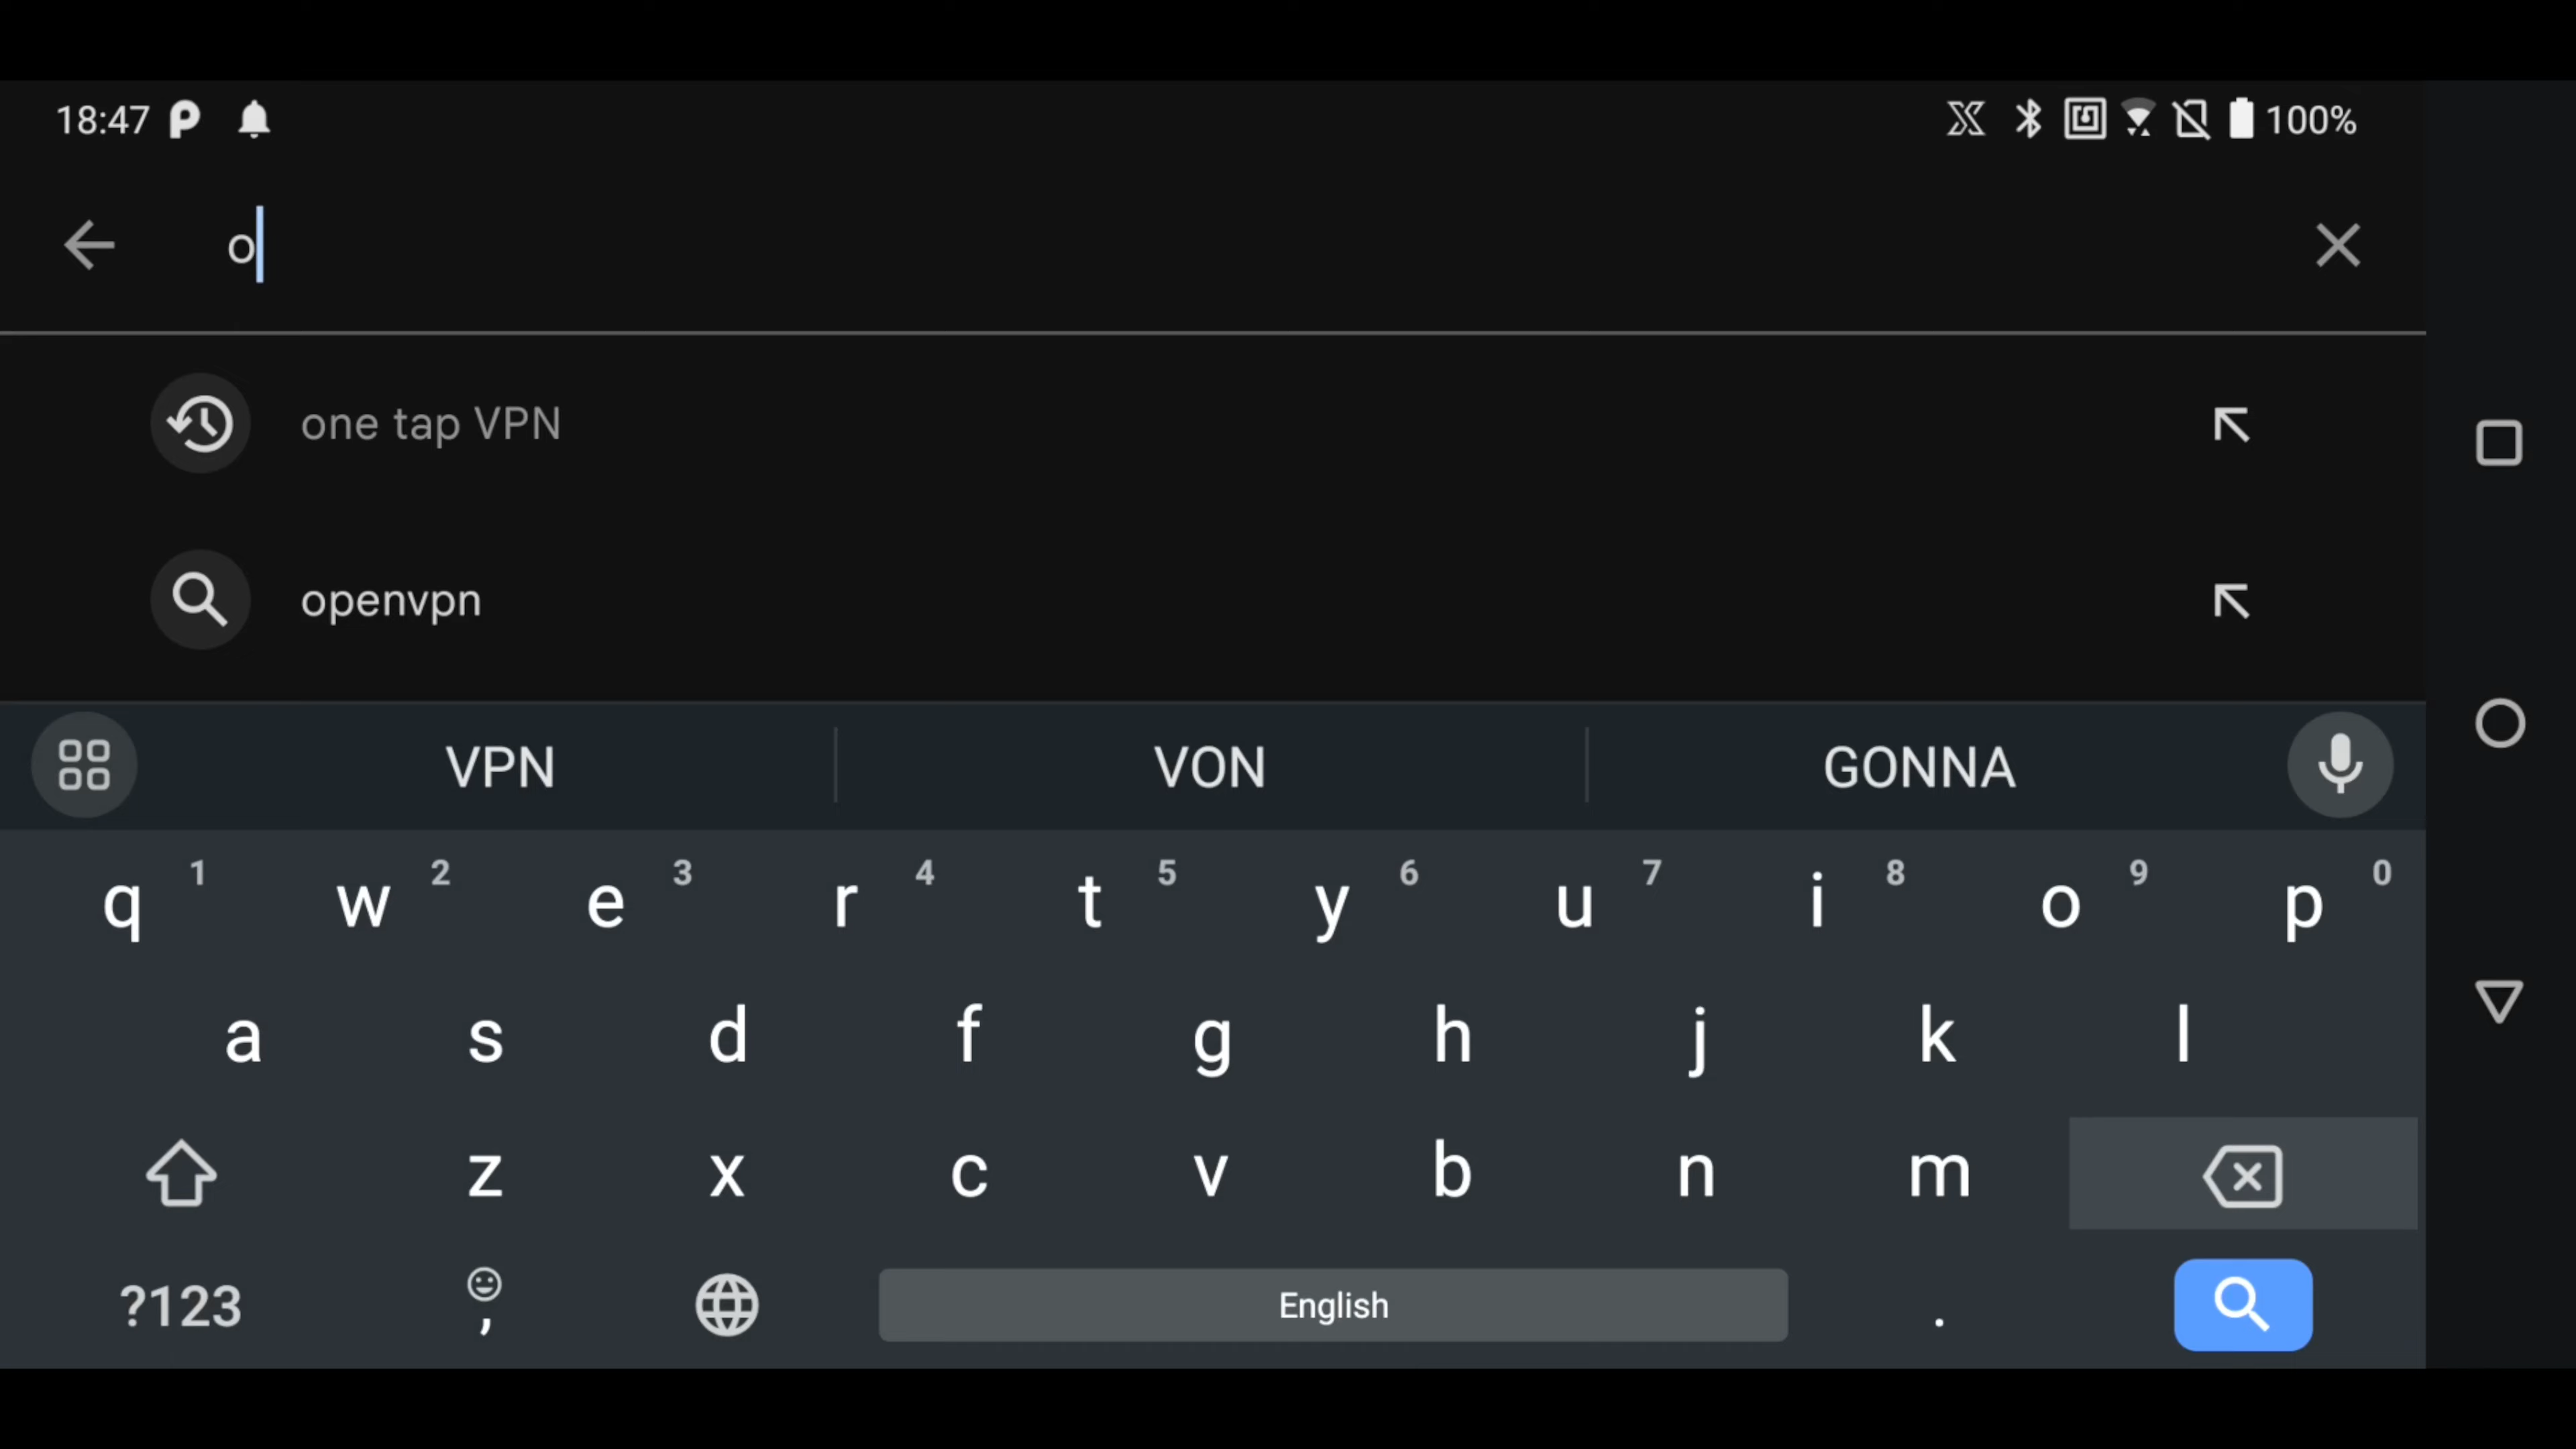 18:47 P 100%
o
one tap VPN
openvpn
VPN VON GONNA
q 1 w 2 e 3 r 4 t 5 y 6 u 7 i 8 o 9 p 0
a s d f g h j k l
z x c v b n m
?123 , English .